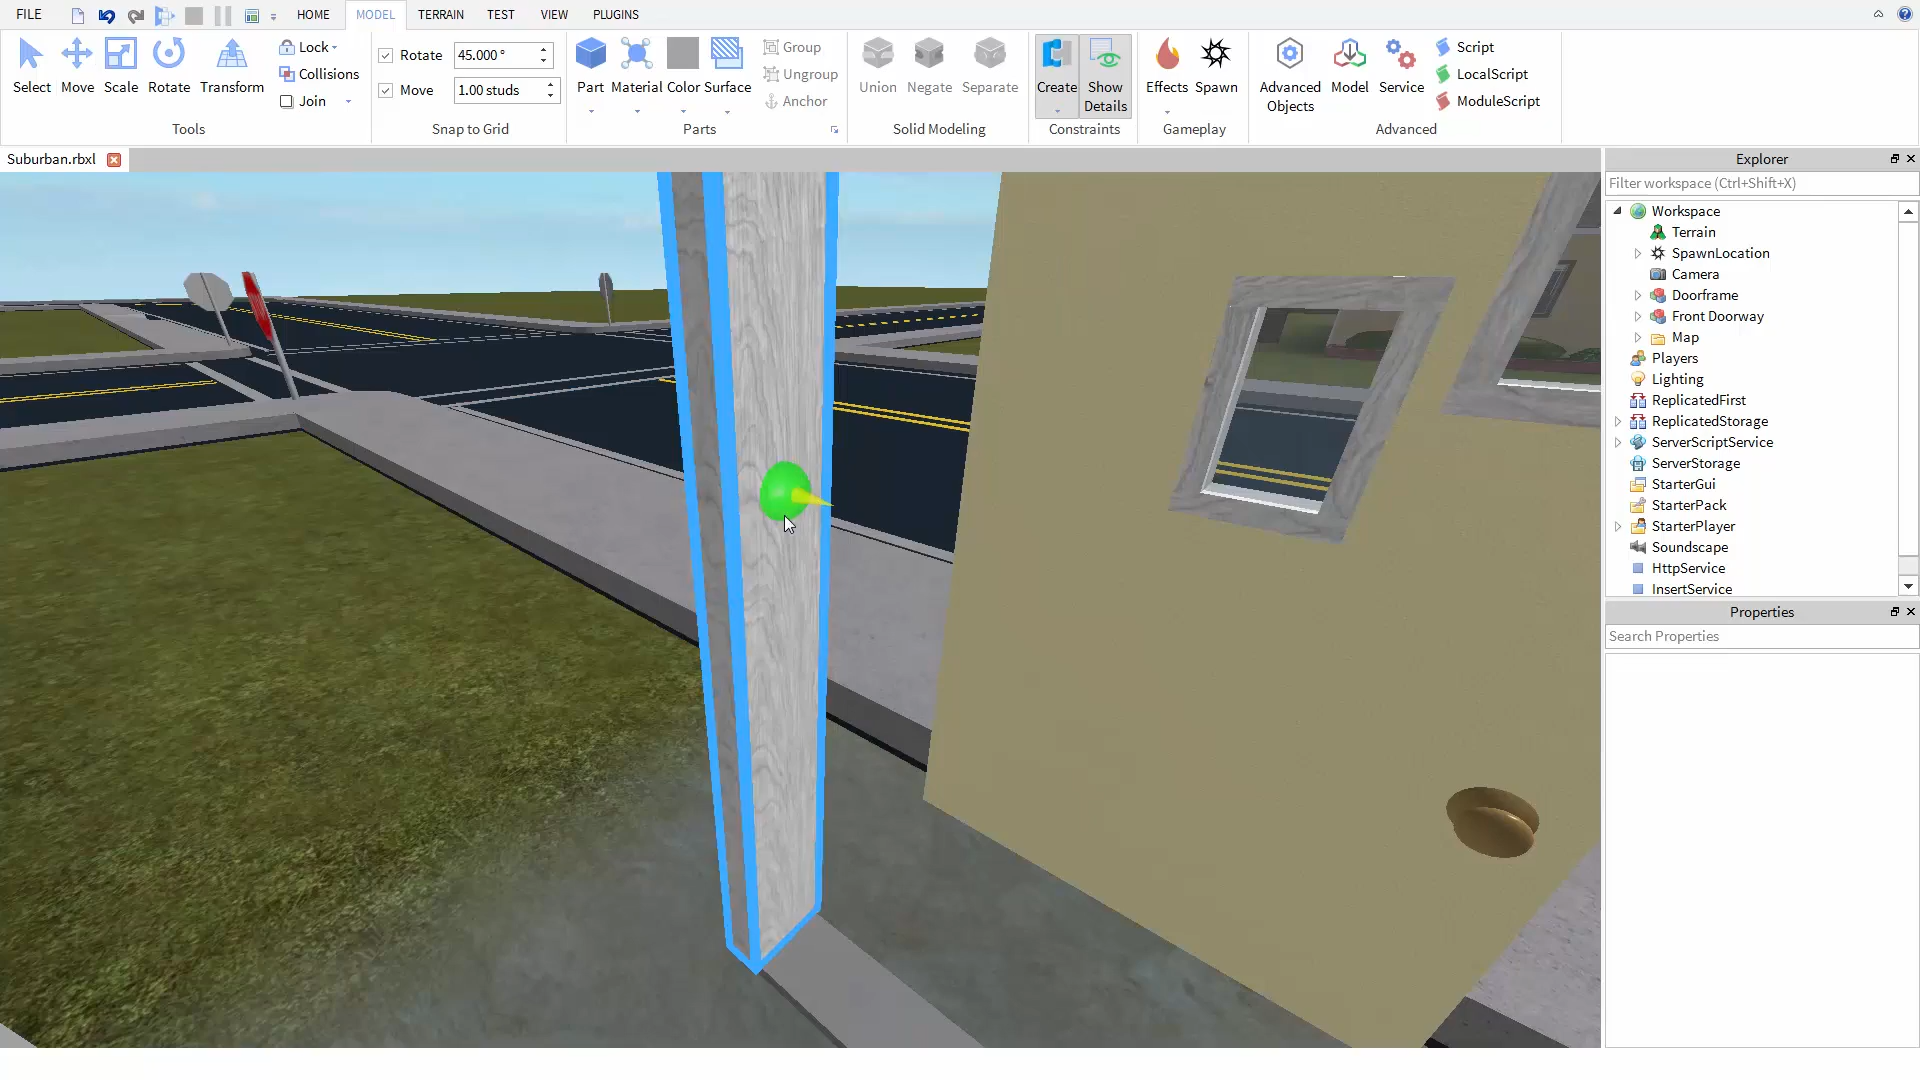 FILE HOME MODEL TERRAIN TEST VIEW PLUGINS
Select Move Scale Rotate Transform
Lock
Collisions
Join
Tools
Rotate 45.000 °
Move 1.00 studs
Snap to Grid
Part Material Color Surface
Group
Ungroup
Anchor
Parts
Union Negate Separate
Solid Modeling
Create Show Details
Constraints
Effects Spawn
Gameplay
Advanced Objects Model Service
Script
LocalScript
ModuleScript
Advanced
Suburban.rbxl
Explorer
Filter workspace (Ctrl+Shift+X)
Workspace
Terrain
SpawnLocation
Camera
Doorframe
Front Doorway
Map
Players
Lighting
ReplicatedFirst
ReplicatedStorage
ServerScriptService
ServerStorage
StarterGui
StarterPack
StarterPlayer
Soundscape
HttpService
InsertService
Properties
Search Properties